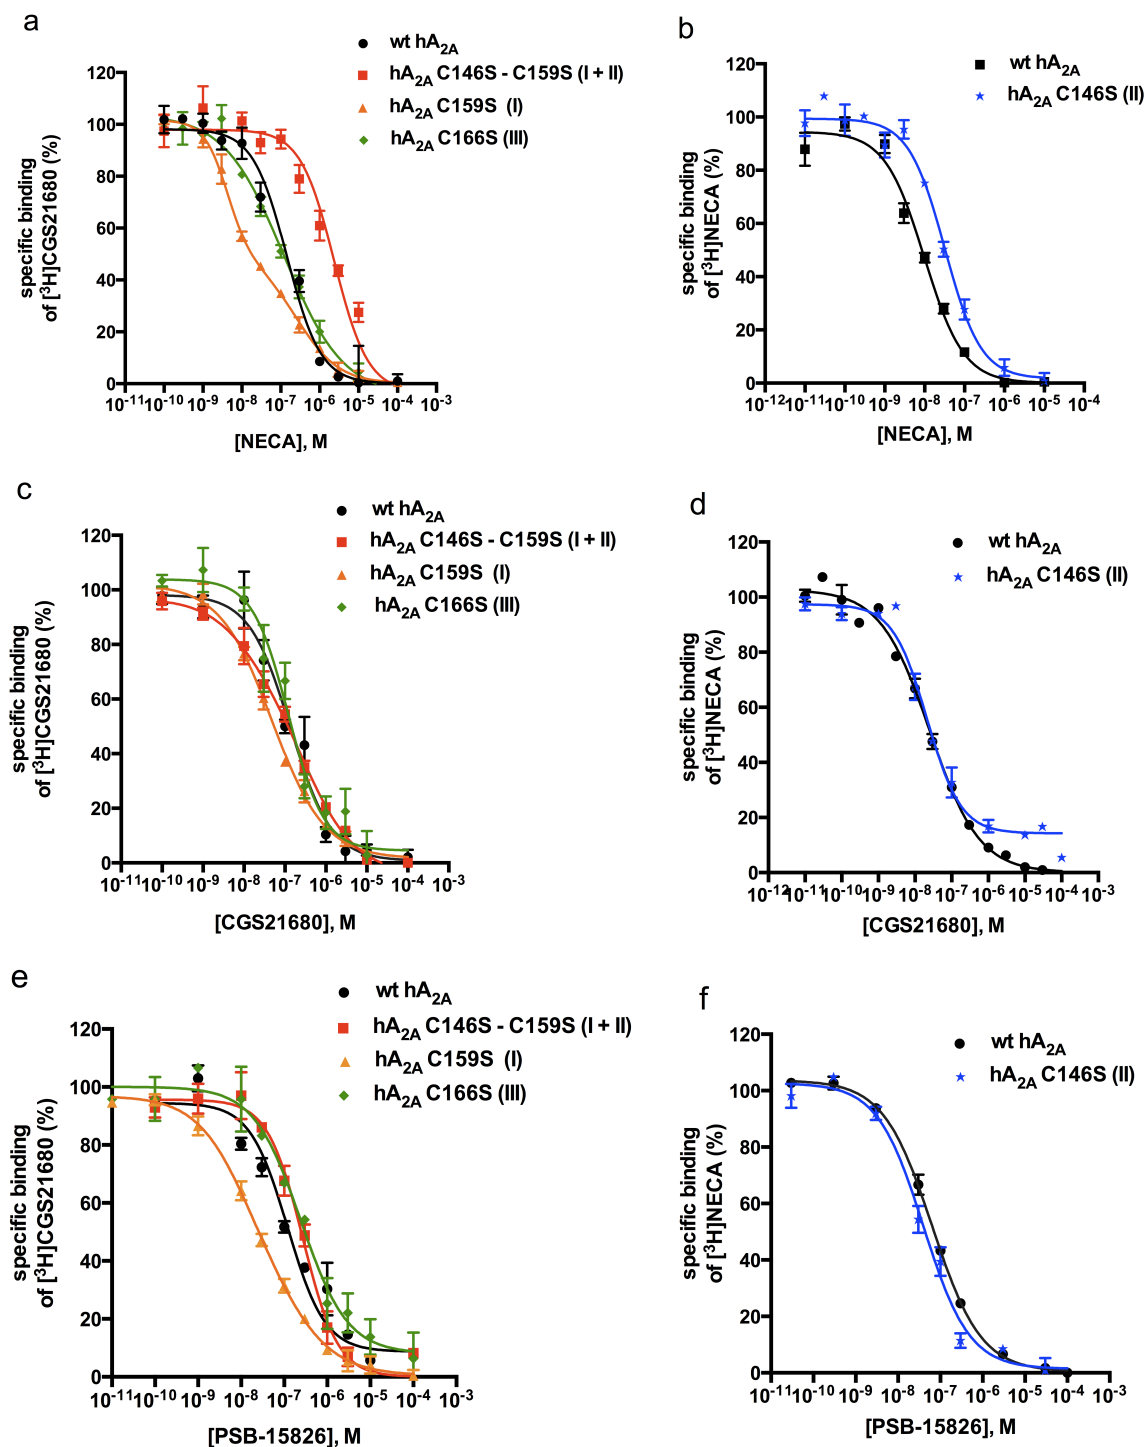 a
wt hA2A
hA2A C146S - C159S (I + II)
hA2A C159S (I)
hA2A C166S (III)
specific binding
of [³H]CGS21680 (%)
120
100
80
60
40
20
0
10-11 10-10 10-9 10-8 10-7 10-6 10-5 10-4 10-3
[NECA], M
b
wt hA2A
hA2A C146S (II)
specific binding
of [³H]NECA (%)
120
100
80
60
40
20
0
10-12 10-11 10-10 10-9 10-8 10-7 10-6 10-5 10-4
[NECA], M
c
wt hA2A
hA2A C146S - C159S (I + II)
hA2A C159S (I)
hA2A C166S (III)
specific binding
of [³H]CGS21680 (%)
120
100
80
60
40
20
0
10-11 10-10 10-9 10-8 10-7 10-6 10-5 10-4 10-3
[CGS21680], M
d
wt hA2A
hA2A C146S (II)
specific binding
of [³H]NECA (%)
120
100
80
60
40
20
0
10-12 10-11 10-10 10-9 10-8 10-7 10-6 10-5 10-4 10-3
[CGS21680], M
e
wt hA2A
hA2A C146S - C159S (I + II)
hA2A C159S (I)
hA2A C166S (III)
specific binding
of [³H]CGS21680 (%)
120
100
80
60
40
20
0
10-11 10-10 10-9 10-8 10-7 10-6 10-5 10-4 10-3
[PSB-15826], M
f
wt hA2A
hA2A C146S (II)
specific binding
of [³H]NECA (%)
120
100
80
60
40
20
0
10-11 10-10 10-9 10-8 10-7 10-6 10-5 10-4 10-3
[PSB-15826], M